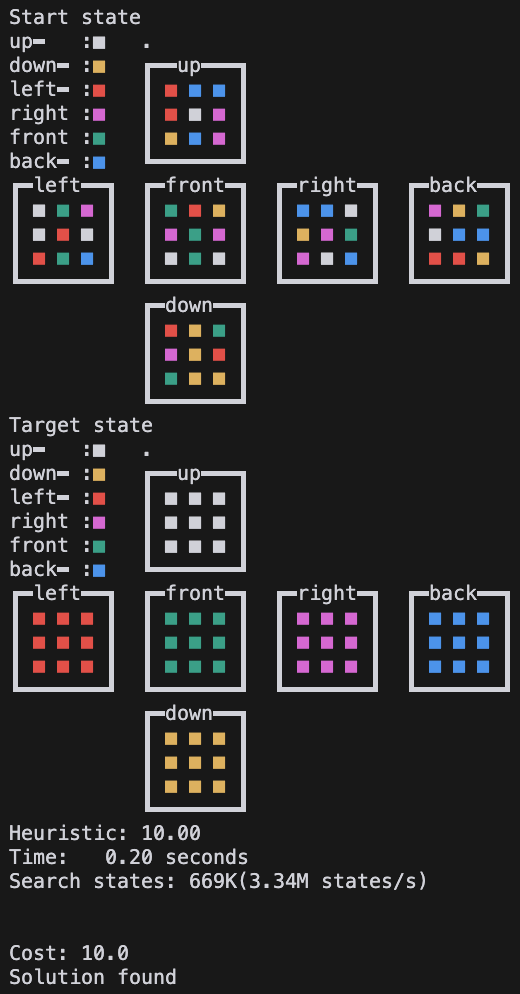 Start state
up- :■ .
down- :■
up
left- :■
right :■
front :■
back- :■
left front right back
down
Target state
up- :■ .
down- :■
up
left- :■
right :■
front :■
back- :■
left front right back
down
Heuristic: 10.00
Time: 0.20 seconds
Search states: 669K(3.34M states/s)
Cost: 10.0
Solution found